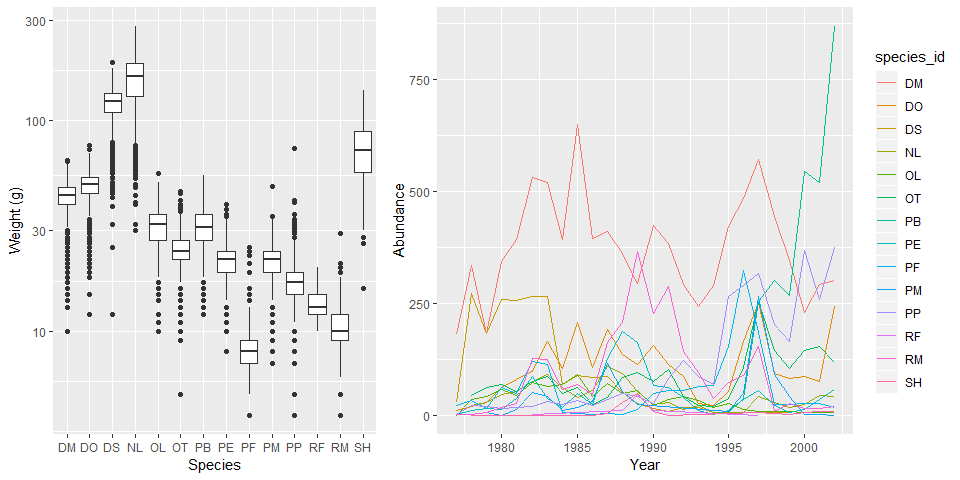 300
100
30
10
Weight (g)
DM DO DS NL OL OT PB PE PF PM PP RF RM SH
Species
750
500
250
0
Abundance
1980 1985 1990 1995 2000
Year
species_id
DM
DO
DS
NL
OL
OT
PB
PE
PF
PM
PP
RF
RM
SH